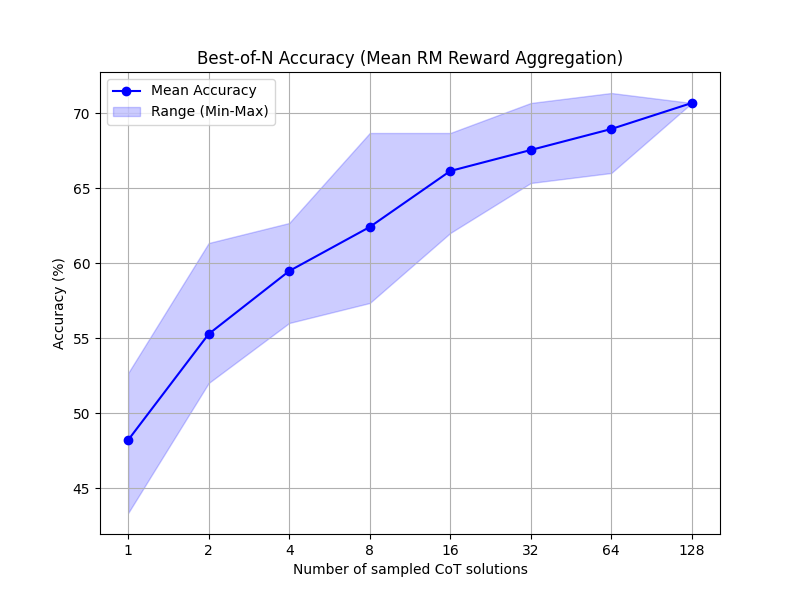 Best-of-N Accuracy (Mean RM Reward Aggregation)
Mean Accuracy
Range (Min-Max)
Accuracy (%)
70
65
60
55
50
45
1 2 4 8 16 32 64 128
Number of sampled CoT solutions